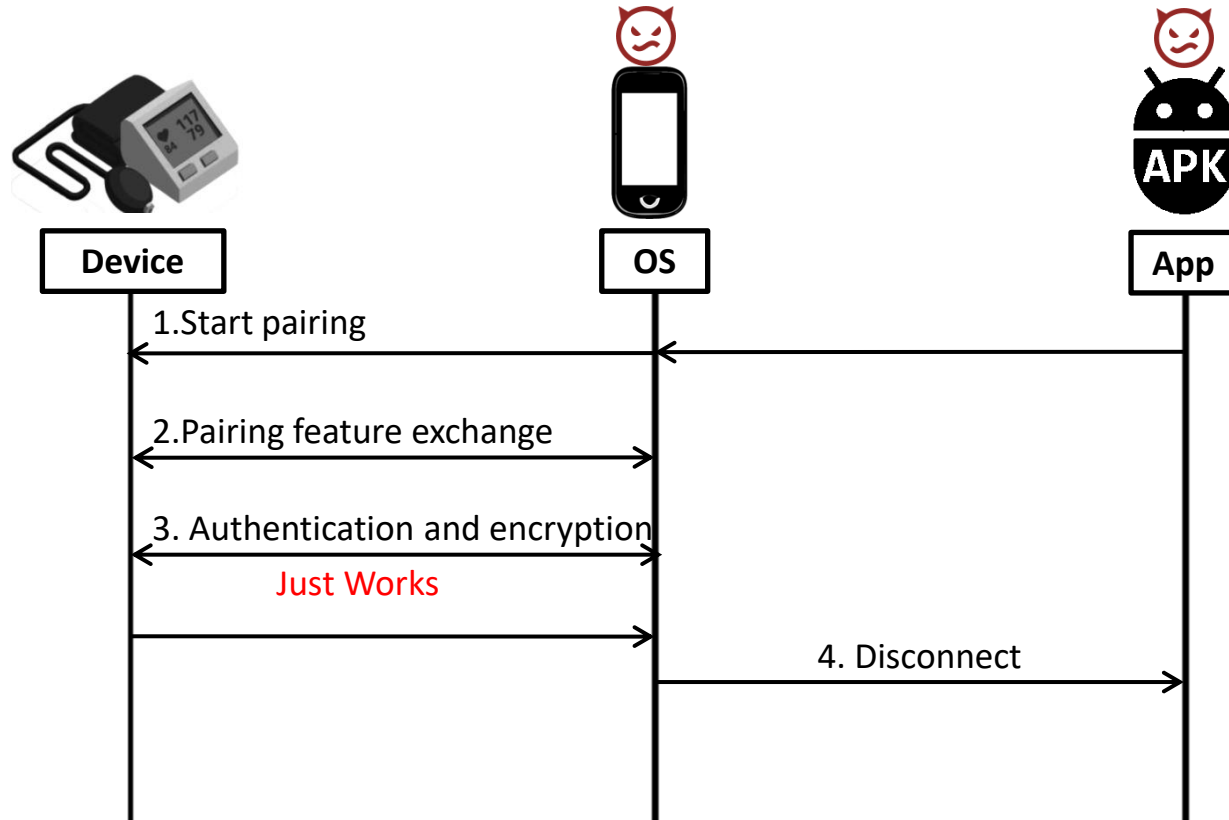 117
79
84
APK
Device
OS
App
1.Start pairing
2.Pairing feature exchange
3. Authentication and encryption
Just Works
4. Disconnect